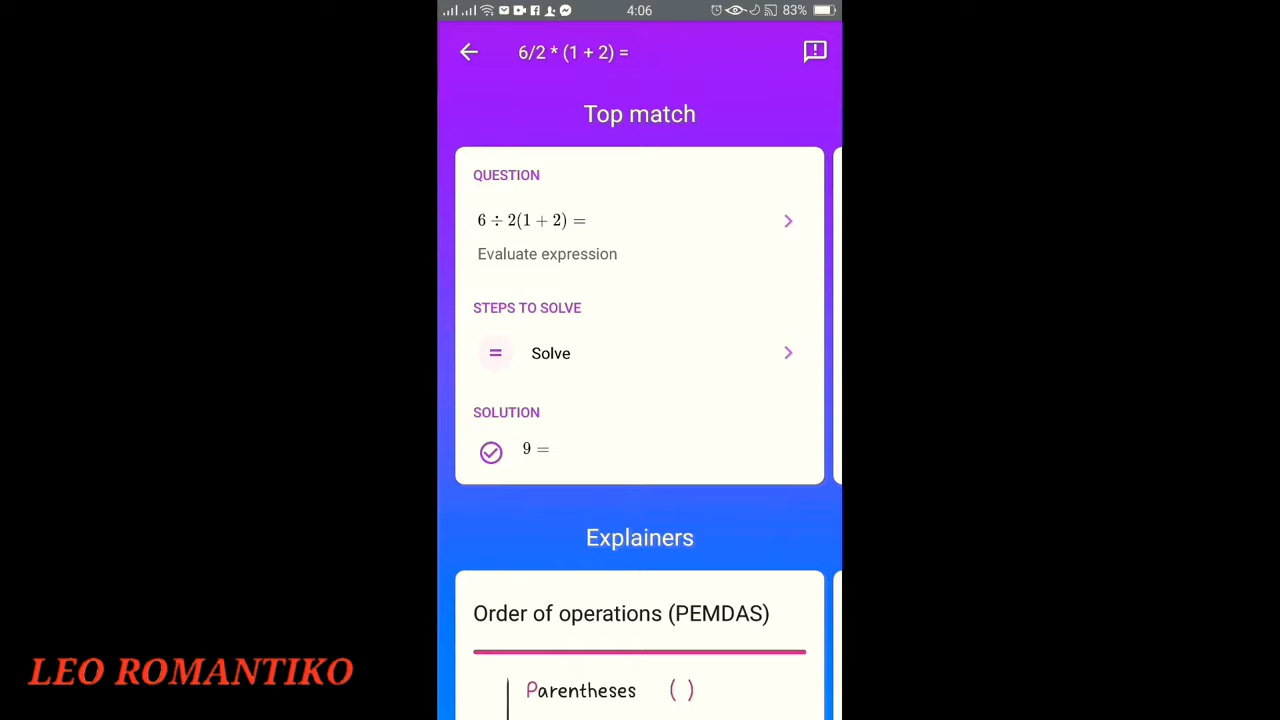 4:06
83%
6/2 * (1 + 2) =
Top match
QUESTION
6 ÷ 2(1 + 2) =
Evaluate expression
STEPS TO SOLVE
= Solve
SOLUTION
9 =
Explainers
Order of operations (PEMDAS)
Parentheses ( )
LEO ROMANTIKO